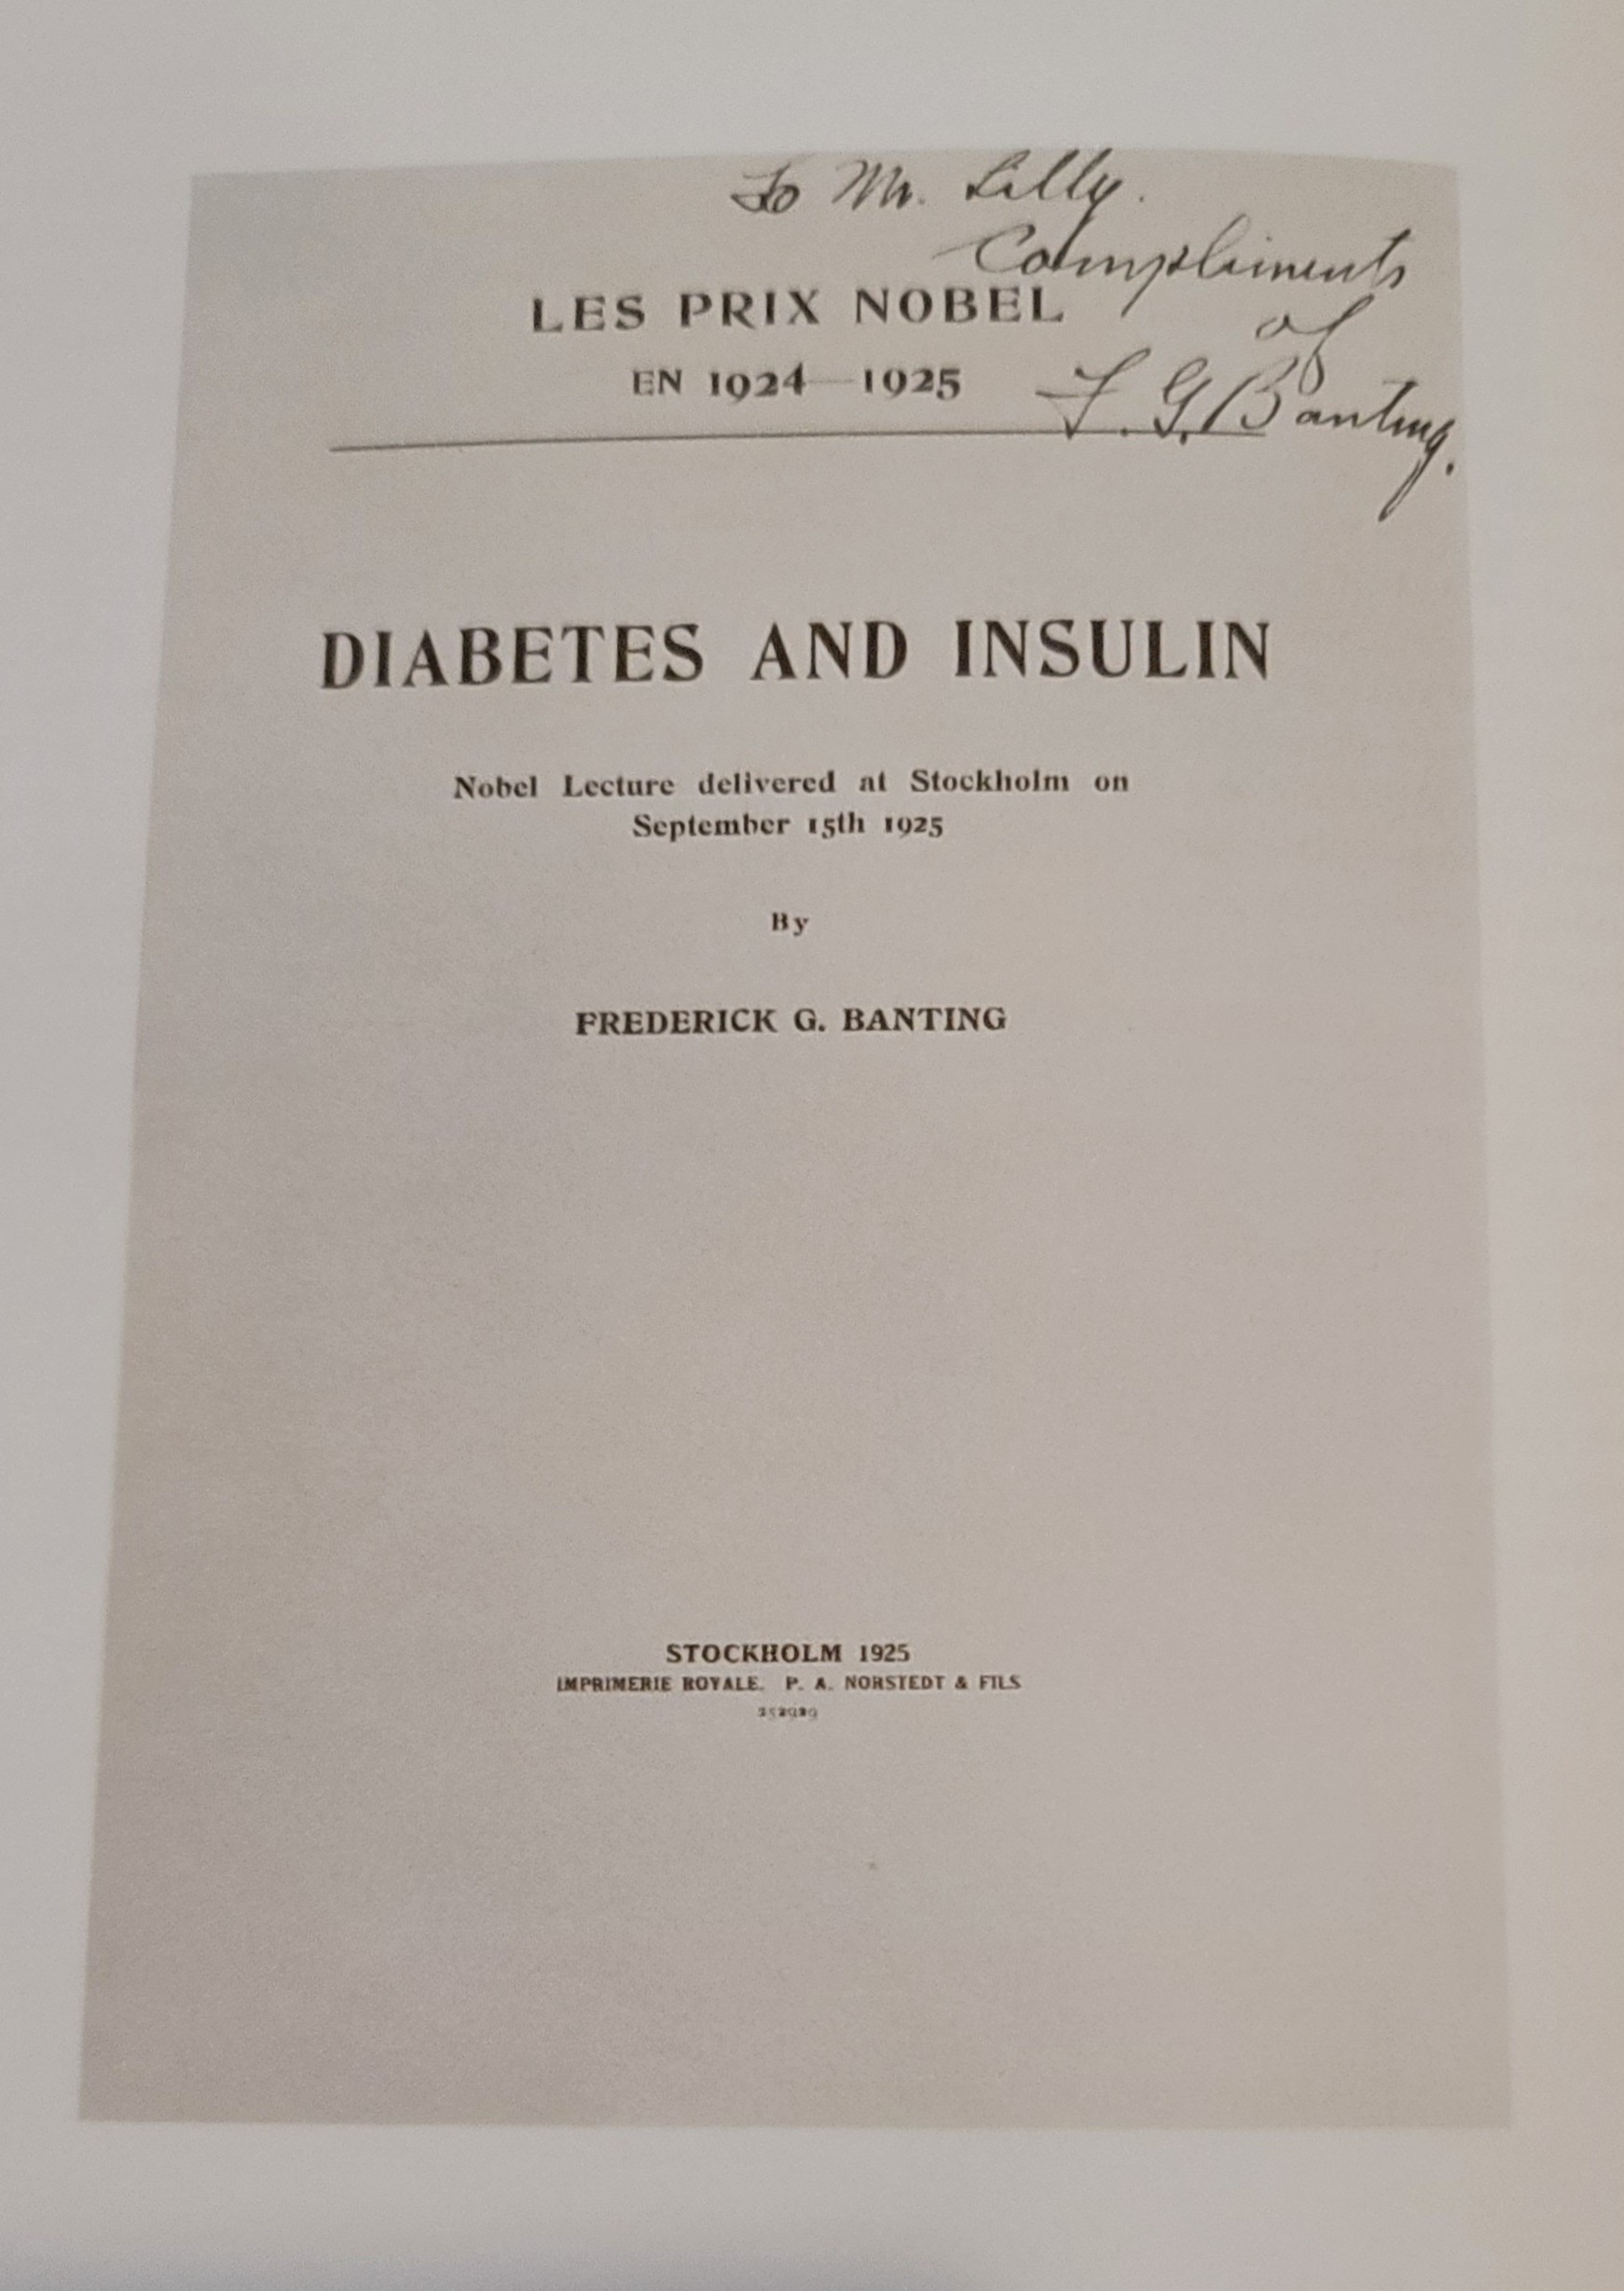 To Mr. Lilly.
Compliments
of
F. G. Banting.
LES PRIX NOBEL
EN 1924—1925
DIABETES AND INSULIN
Nobel Lecture delivered at Stockholm on
September 15th 1925
By
FREDERICK G. BANTING
STOCKHOLM 1925
IMPRIMERIE ROYALE. P. A. NORSTEDT & FILS
252929